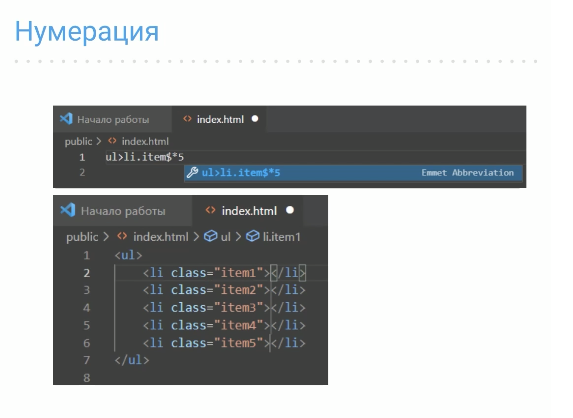 Нумерация
Начало работы
index.html
public > index.html
1 ul>li.item$*5
2 ul>li.item$*5 Emmet Abbreviation
Начало работы
index.html
public > index.html > ul > li.item1
1 <ul>
2 <li class="item1"></li>
3 <li class="item2"></li>
4 <li class="item3"></li>
5 <li class="item4"></li>
6 <li class="item5"></li>
7 </ul>
8